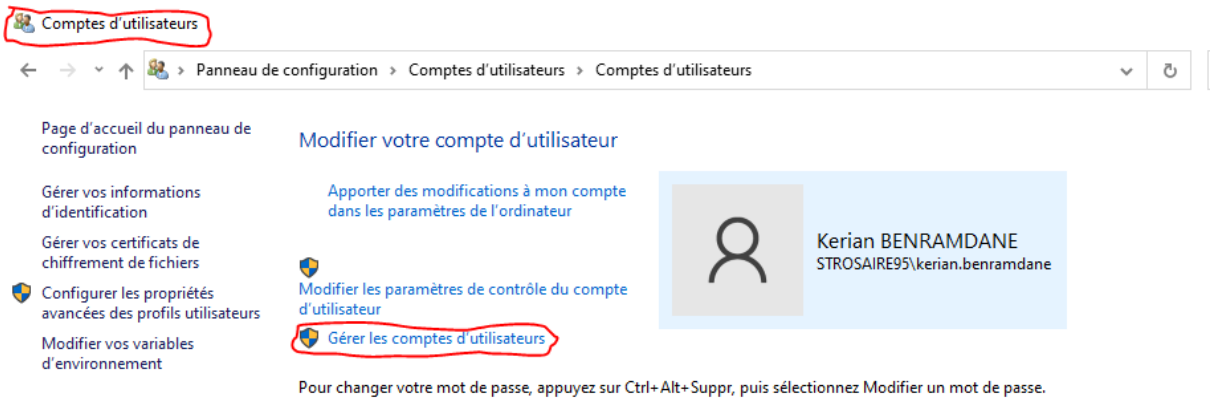 Comptes d'utilisateurs
Panneau de configuration > Comptes d'utilisateurs > Comptes d'utilisateurs
Page d'accueil du panneau de
configuration
Gérer vos informations
d'identification
Gérer vos certificats de
chiffrement de fichiers
Configurer les propriétés
avancées des profils utilisateurs
Modifier vos variables
d'environnement
Modifier votre compte d'utilisateur
Apporter des modifications à mon compte
dans les paramètres de l'ordinateur
Modifier les paramètres de contrôle du compte
d'utilisateur
Gérer les comptes d'utilisateurs
Kerian BENRAMDANE
STROSAIRE95\kerian.benramdane
Pour changer votre mot de passe, appuyez sur Ctrl+Alt+Suppr, puis sélectionnez Modifier un mot de passe.